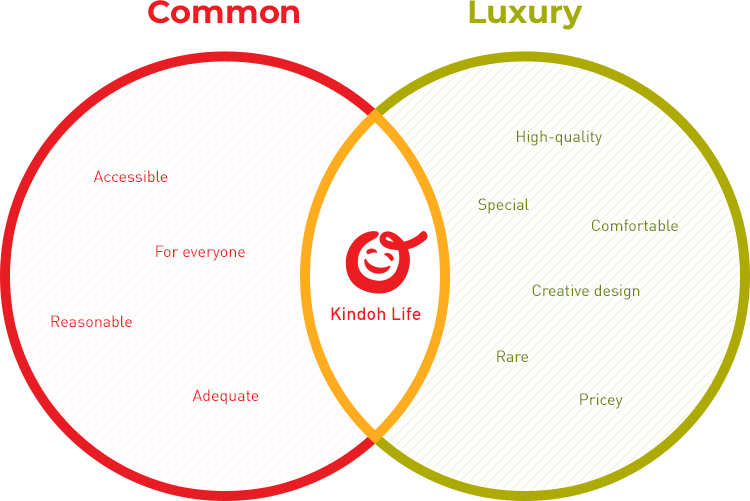 Common
Luxury
Accessible
For everyone
Reasonable
Adequate
Kindoh Life
High-quality
Special
Comfortable
Creative design
Rare
Pricey